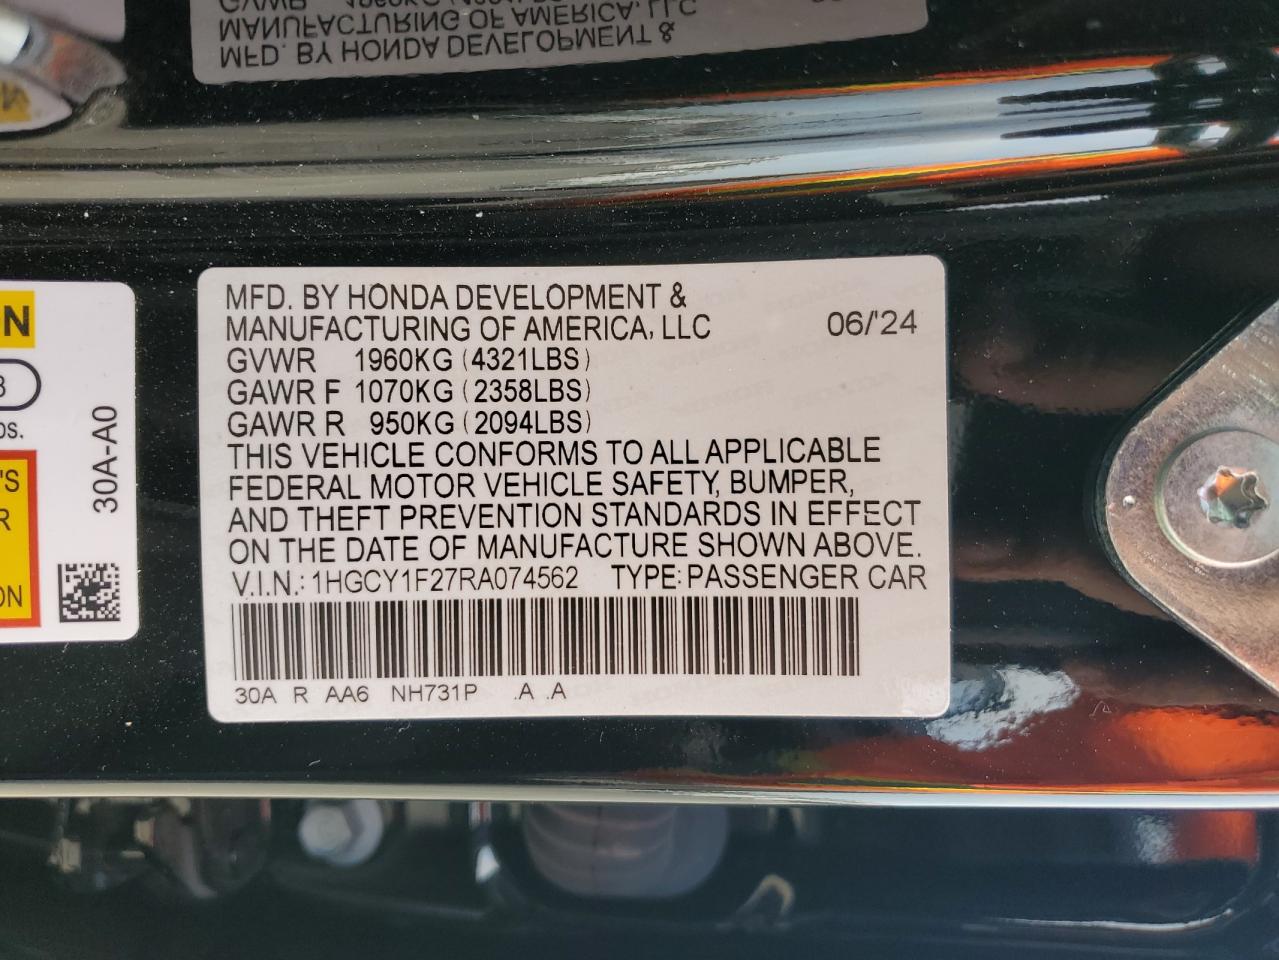 MANUFACTURING OF AMERICA, LLC
MFD. BY HONDA DEVELOPMENT &
MFD. BY HONDA DEVELOPMENT &
MANUFACTURING OF AMERICA, LLC 06/'24
GVWR 1960KG (4321LBS)
GAWR F 1070KG (2358LBS)
GAWR R 950KG (2094LBS)
THIS VEHICLE CONFORMS TO ALL APPLICABLE
FEDERAL MOTOR VEHICLE SAFETY, BUMPER,
AND THEFT PREVENTION STANDARDS IN EFFECT
ON THE DATE OF MANUFACTURE SHOWN ABOVE.
V.I.N.: 1HGCY1F27RA074562 TYPE: PASSENGER CAR
30A R AA6 NH731P .A .A
30A-A0